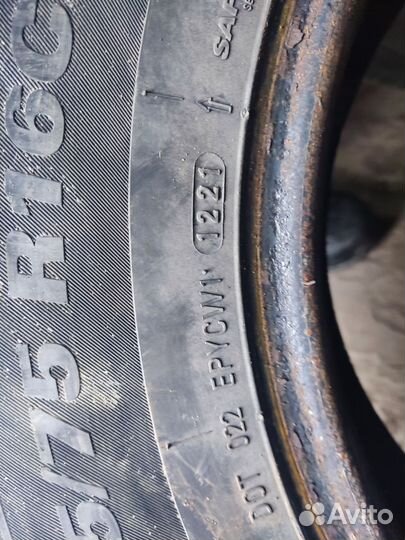 5/75 R16C
DOT 022 EPYCW1 1221
SAF
Avito